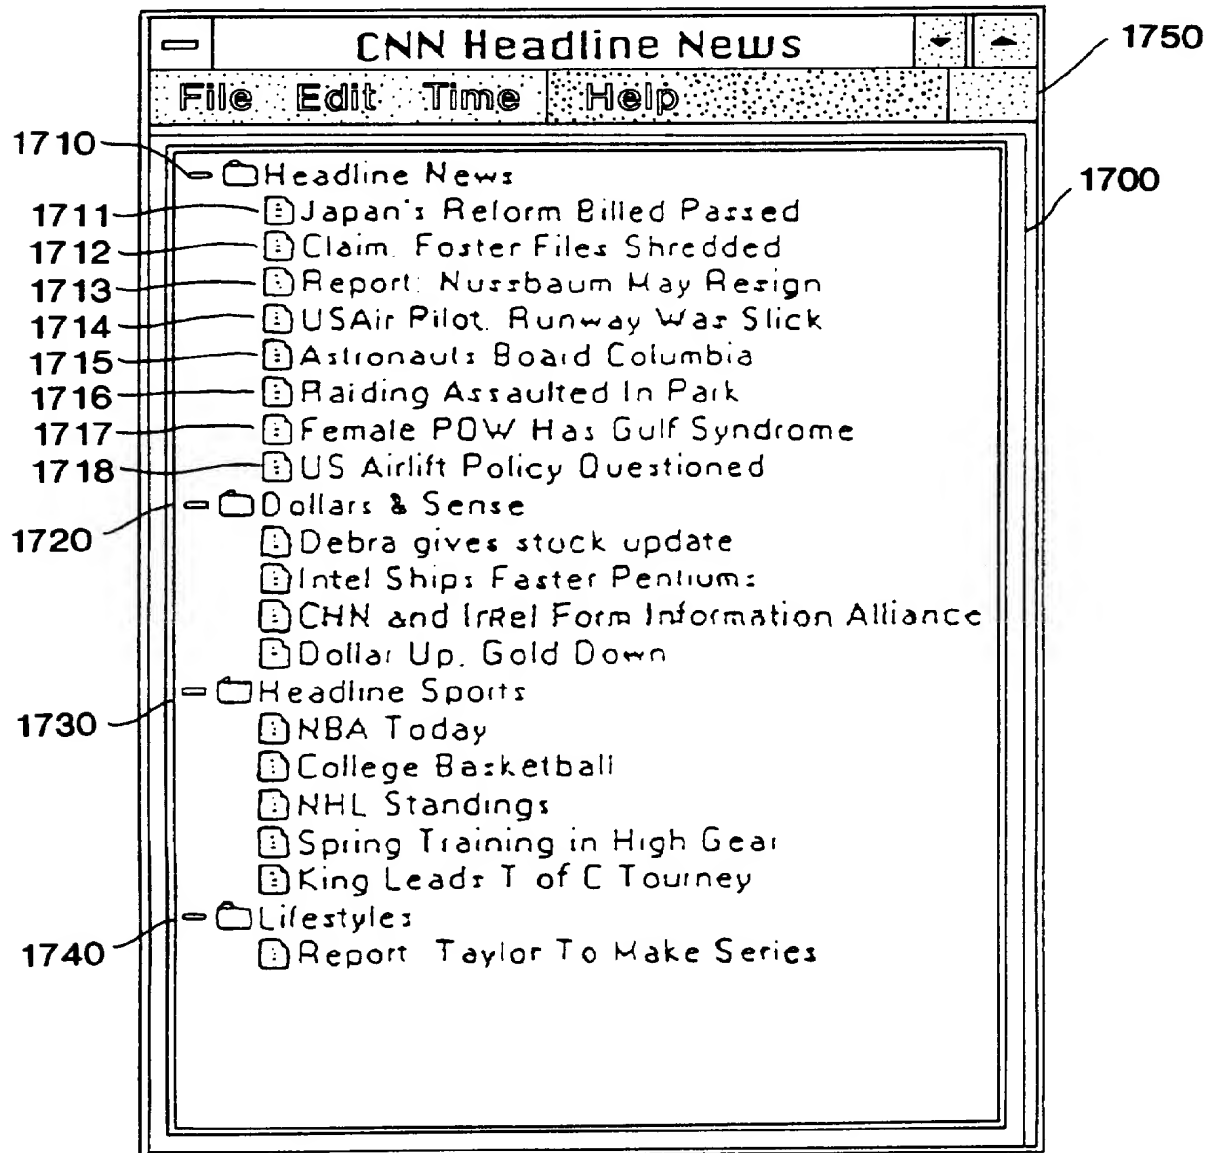 CNN Headline News
1750
File Edit Time Help
1710
Headline News
1700
1711 Japan's Reform Billed Passed
1712 Claim. Foster Files Shredded
1713 Report: Nussbaum May Resign
1714 USAir Pilot. Runway Was Slick
1715 Astronauts Board Columbia
1716 Raiding Assaulted In Park
1717 Female POW Has Gulf Syndrome
1718 US Airlift Policy Questioned
Dollars & Sense
1720
Debra gives stock update
Intel Ships Faster Pentiums
CHN and IrRel Form Information Alliance
Dollar Up, Gold Down
Headline Sports
1730
NBA Today
College Basketball
NHL Standings
Spring Training in High Gear
King Leads T of C Tourney
Lifestyles
1740
Report Taylor To Make Series